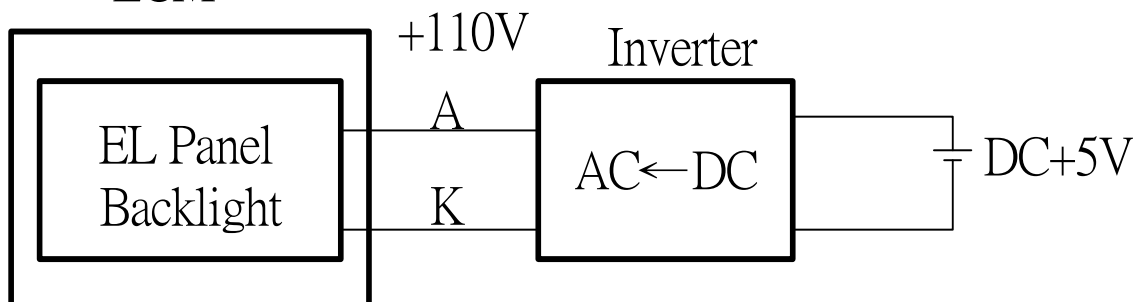 +110V
Inverter
A
EL Panel
Backlight
AC←DC
DC+5V
K